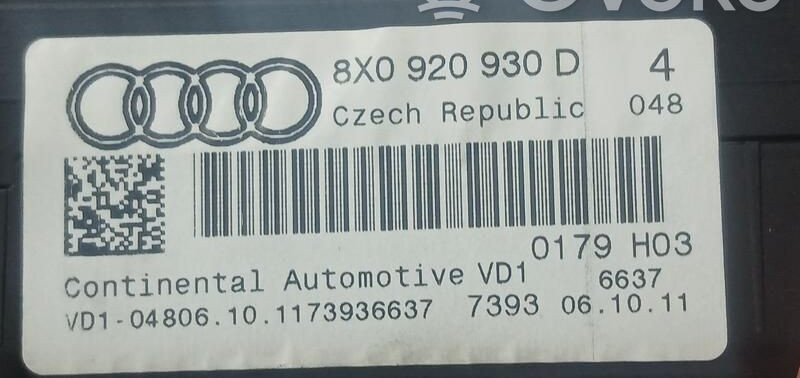 8X0 920 930 D 4
Czech Republic 048
0179 H03
Continental Automotive VD1 6637
VD1-04806.10.1173936637 7393 06.10.11